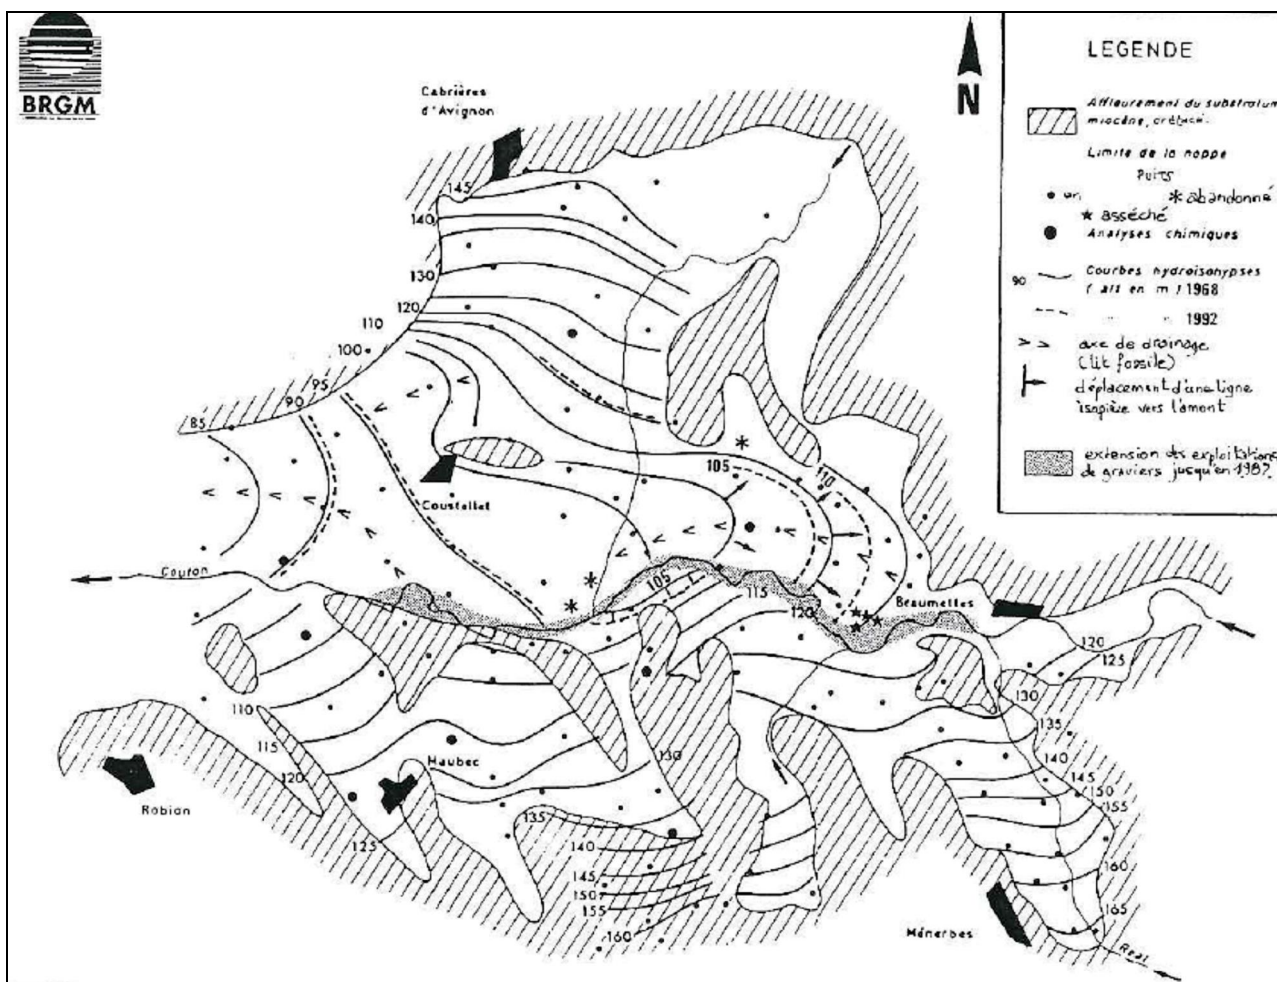 BRGM
Cabrières
d'Avignon
N
LEGENDE
Affleurement du substratum
miocène, crétacé.
Limite de la nappe
Puits
abandonné
asséché
Analyses chimiques
90
Courbes hydroisohypses
( alt en m ) 1968
" " 1992
axe de drainage
(lit fossile)
déplacement d'une ligne
isopièze vers l'amont
extension des exploitations
de graviers jusqu'en 1982
145
140
130
120
110
100
95
90
85
105
110
Coustellet
Coulon
105
115
120
Beaumettes
120
125
130
135
140
145
150
155
160
165
110
115
120
125
Maubec
Robion
130
135
140
145
150
155
160
Ménerbes
Real